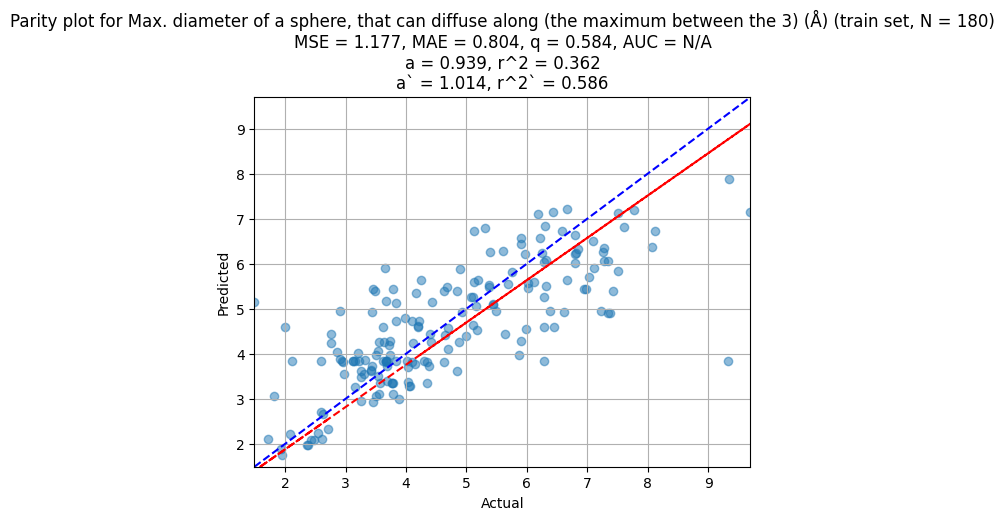 Parity plot for Max. diameter of a sphere, that can diffuse along (the maximum between the 3) (Å) (train set, N = 180)
MSE = 1.177, MAE = 0.804, q = 0.584, AUC = N/A
a = 0.939, r^2 = 0.362
a` = 1.014, r^2` = 0.586
9
8
7
6
5
4
3
2
Predicted
2 3 4 5 6 7 8 9
Actual